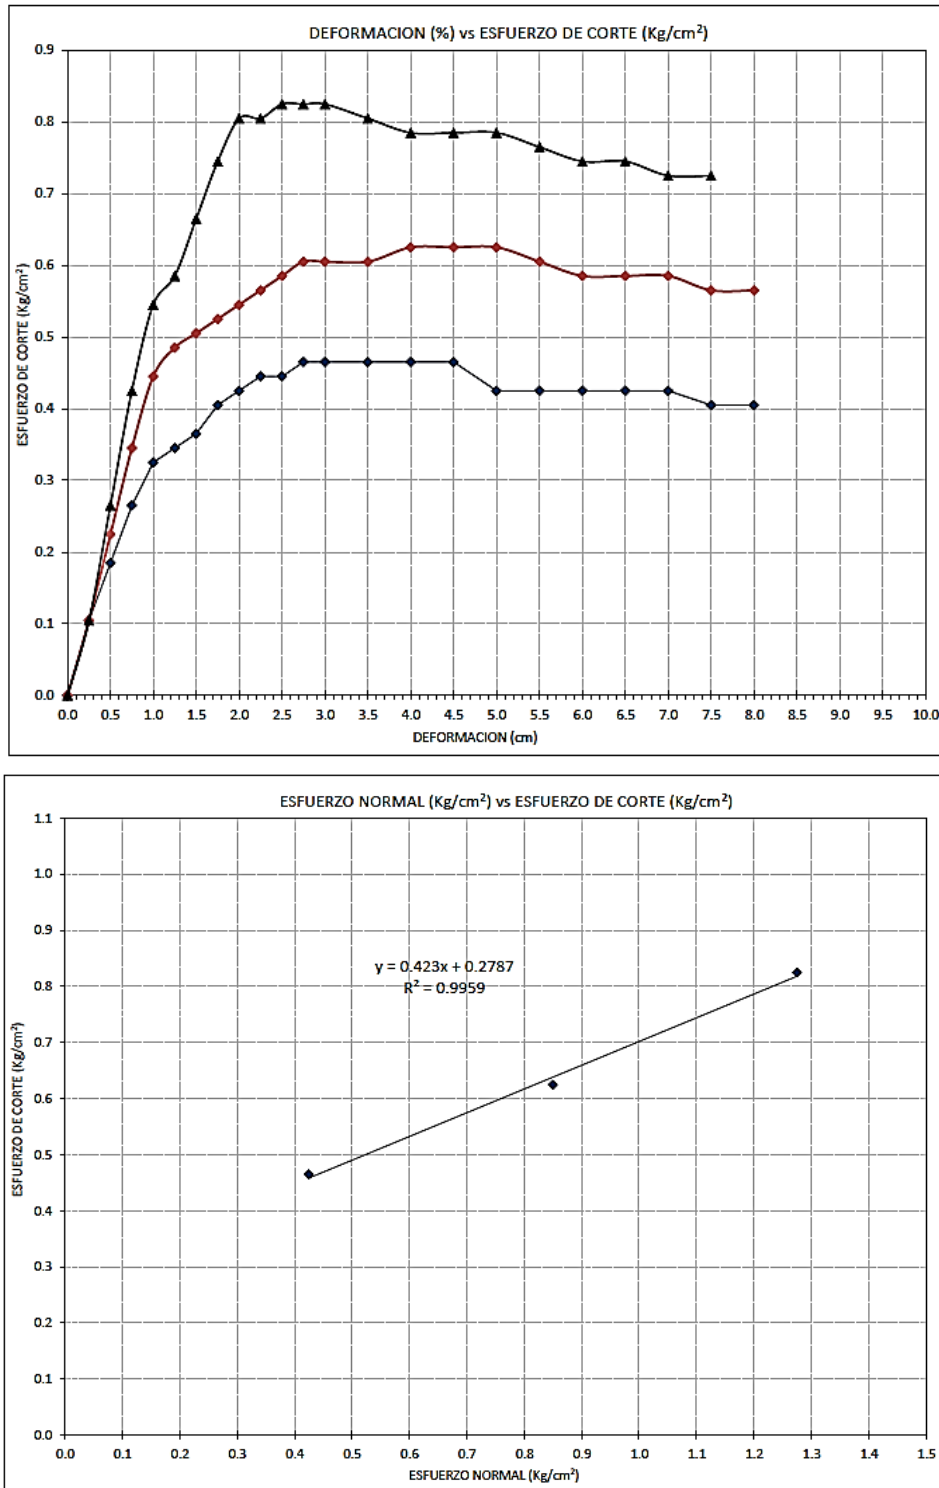 DEFORMACION (%) vs ESFUERZO DE CORTE (Kg/cm²)
0.9
0.8
0.7
0.6
0.5
0.4
0.3
0.2
0.1
0.0
ESFUERZO DE CORTE (Kg/cm²)
0.0 0.5 1.0 1.5 2.0 2.5 3.0 3.5 4.0 4.5 5.0 5.5 6.0 6.5 7.0 7.5 8.0 8.5 9.0 9.5 10.0
DEFORMACION (cm)
ESFUERZO NORMAL (Kg/cm²) vs ESFUERZO DE CORTE (Kg/cm²)
1.1
1.0
0.9
0.8
0.7
0.6
0.5
0.4
0.3
0.2
0.1
0.0
ESFUERZO DE CORTE (Kg/cm²)
y = 0.423x + 0.2787
R² = 0.9959
0.0 0.1 0.2 0.3 0.4 0.5 0.6 0.7 0.8 0.9 1.0 1.1 1.2 1.3 1.4 1.5
ESFUERZO NORMAL (Kg/cm²)